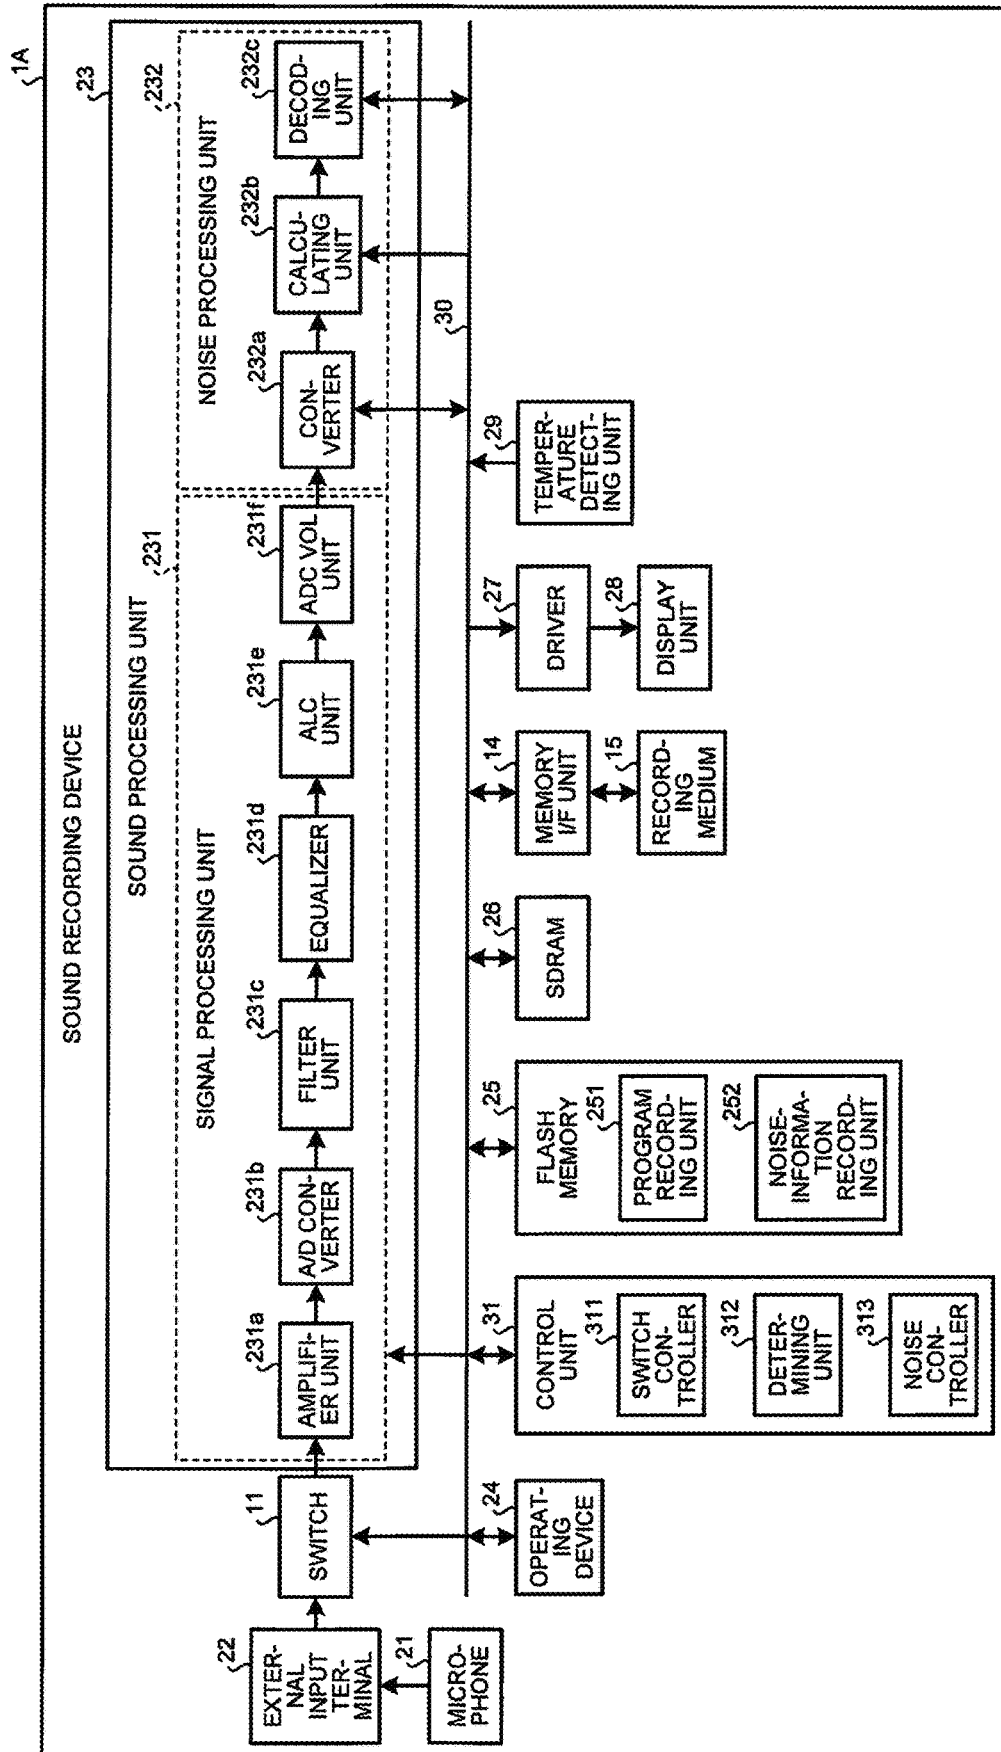 1A
SOUND RECORDING DEVICE
23
SOUND PROCESSING UNIT
231
232
SIGNAL PROCESSING UNIT
NOISE PROCESSING UNIT
22
EXTER-
NAL
INPUT
TER-
MINAL
21
MICRO-
PHONE
11
SWITCH
231a
AMPLIFI-
ER UNIT
231b
A/D CON-
VERTER
231c
FILTER
UNIT
231d
EQUALIZER
231e
ALC
UNIT
231f
ADC VOL
UNIT
232a
CON-
VERTER
232b
CALCU-
LATING
UNIT
232c
DECOD-
ING
UNIT
30
24
OPERAT-
ING
DEVICE
31
CONTROL
UNIT
311
SWITCH
CON-
TROLLER
312
DETER-
MINING
UNIT
313
NOISE
CON-
TROLLER
25
FLASH
MEMORY
251
PROGRAM
RECORD-
ING UNIT
252
NOISE-
INFORMA-
TION
RECORD-
ING UNIT
26
SDRAM
14
MEMORY
I/F UNIT
15
RECORD-
ING
MEDIUM
27
DRIVER
28
DISPLAY
UNIT
29
TEMPER-
ATURE
DETECT-
ING UNIT